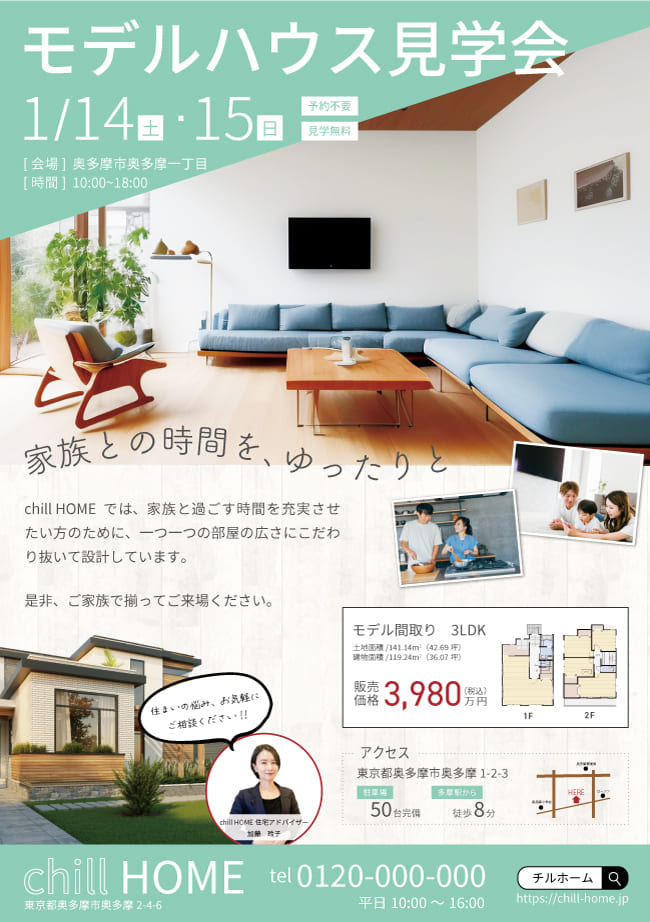 モデルハウス見学会
1/14土・15日
予約不要
見学無料
[ 会場 ] 奥多摩市奥多摩一丁目
[ 時間 ] 10:00~18:00
家族との時間を、ゆったりと
chill HOME では、家族と過ごす時間を充実させ
たい方のために、一つ一つの部屋の広さにこだわ
り抜いて設計しています。
是非、ご家族で揃ってご来場ください。
モデル間取り 3LDK
土地面積 /141.14m²（42.69 坪）
建物面積 /119.24m²（36.07 坪）
販売
価格 3,980 (税込)
万円
1F
2F
住まいの悩み、お気軽に
ご相談ください!!
chill HOME 住宅アドバイザー
加藤 玲子
アクセス
東京都奥多摩市奥多摩 1-2-3
駐車場
50台完備
多摩駅から
徒歩8分
HERE
chill HOME
東京都奥多摩市奥多摩 2-4-6
tel 0120-000-000
平日 10:00 〜 16:00
チルホーム
https://chill-home.jp